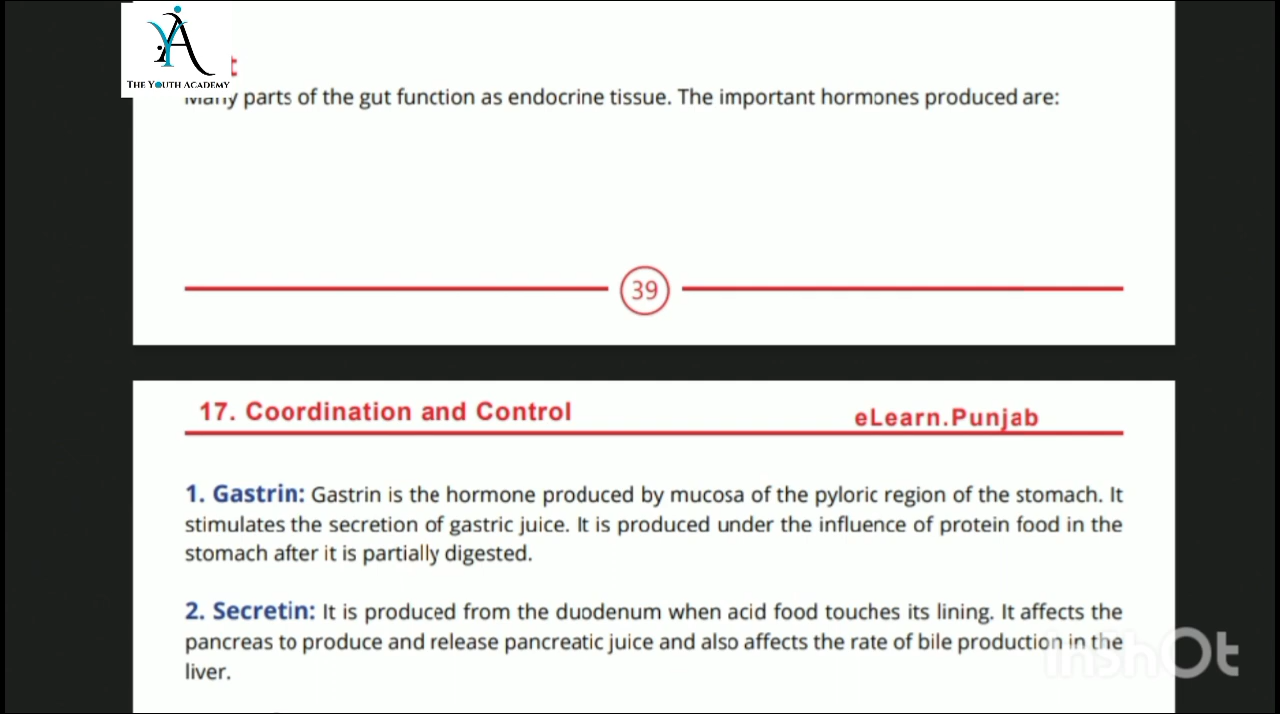 THE YOUTH ACADEMY
Many parts of the gut function as endocrine tissue. The important hormones produced are:
39
17. Coordination and Control
eLearn.Punjab
1. Gastrin: Gastrin is the hormone produced by mucosa of the pyloric region of the stomach. It
stimulates the secretion of gastric juice. It is produced under the influence of protein food in the
stomach after it is partially digested.
2. Secretin: It is produced from the duodenum when acid food touches its lining. It affects the
pancreas to produce and release pancreatic juice and also affects the rate of bile production in the
liver.
InshOt